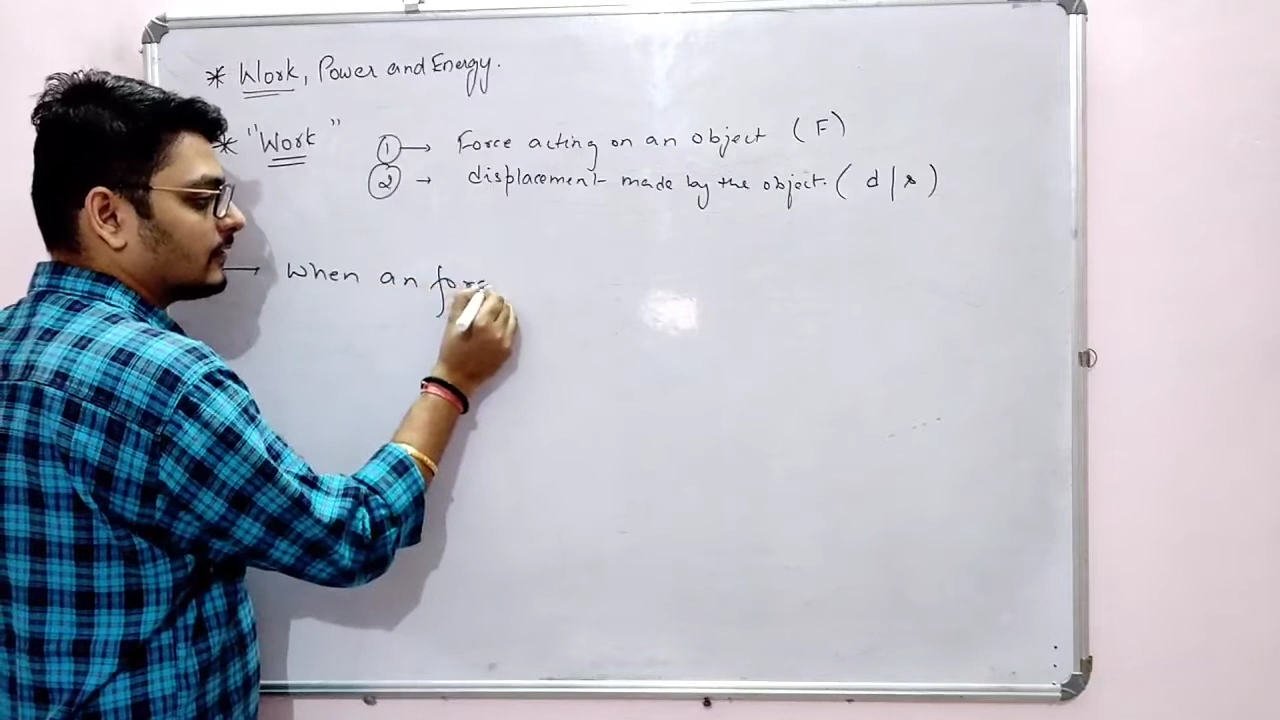 * Work, Power and Energy.
* "Work" ① → Force acting on an object (F)
② → displacement made by the object. (d/s)
→ When an force